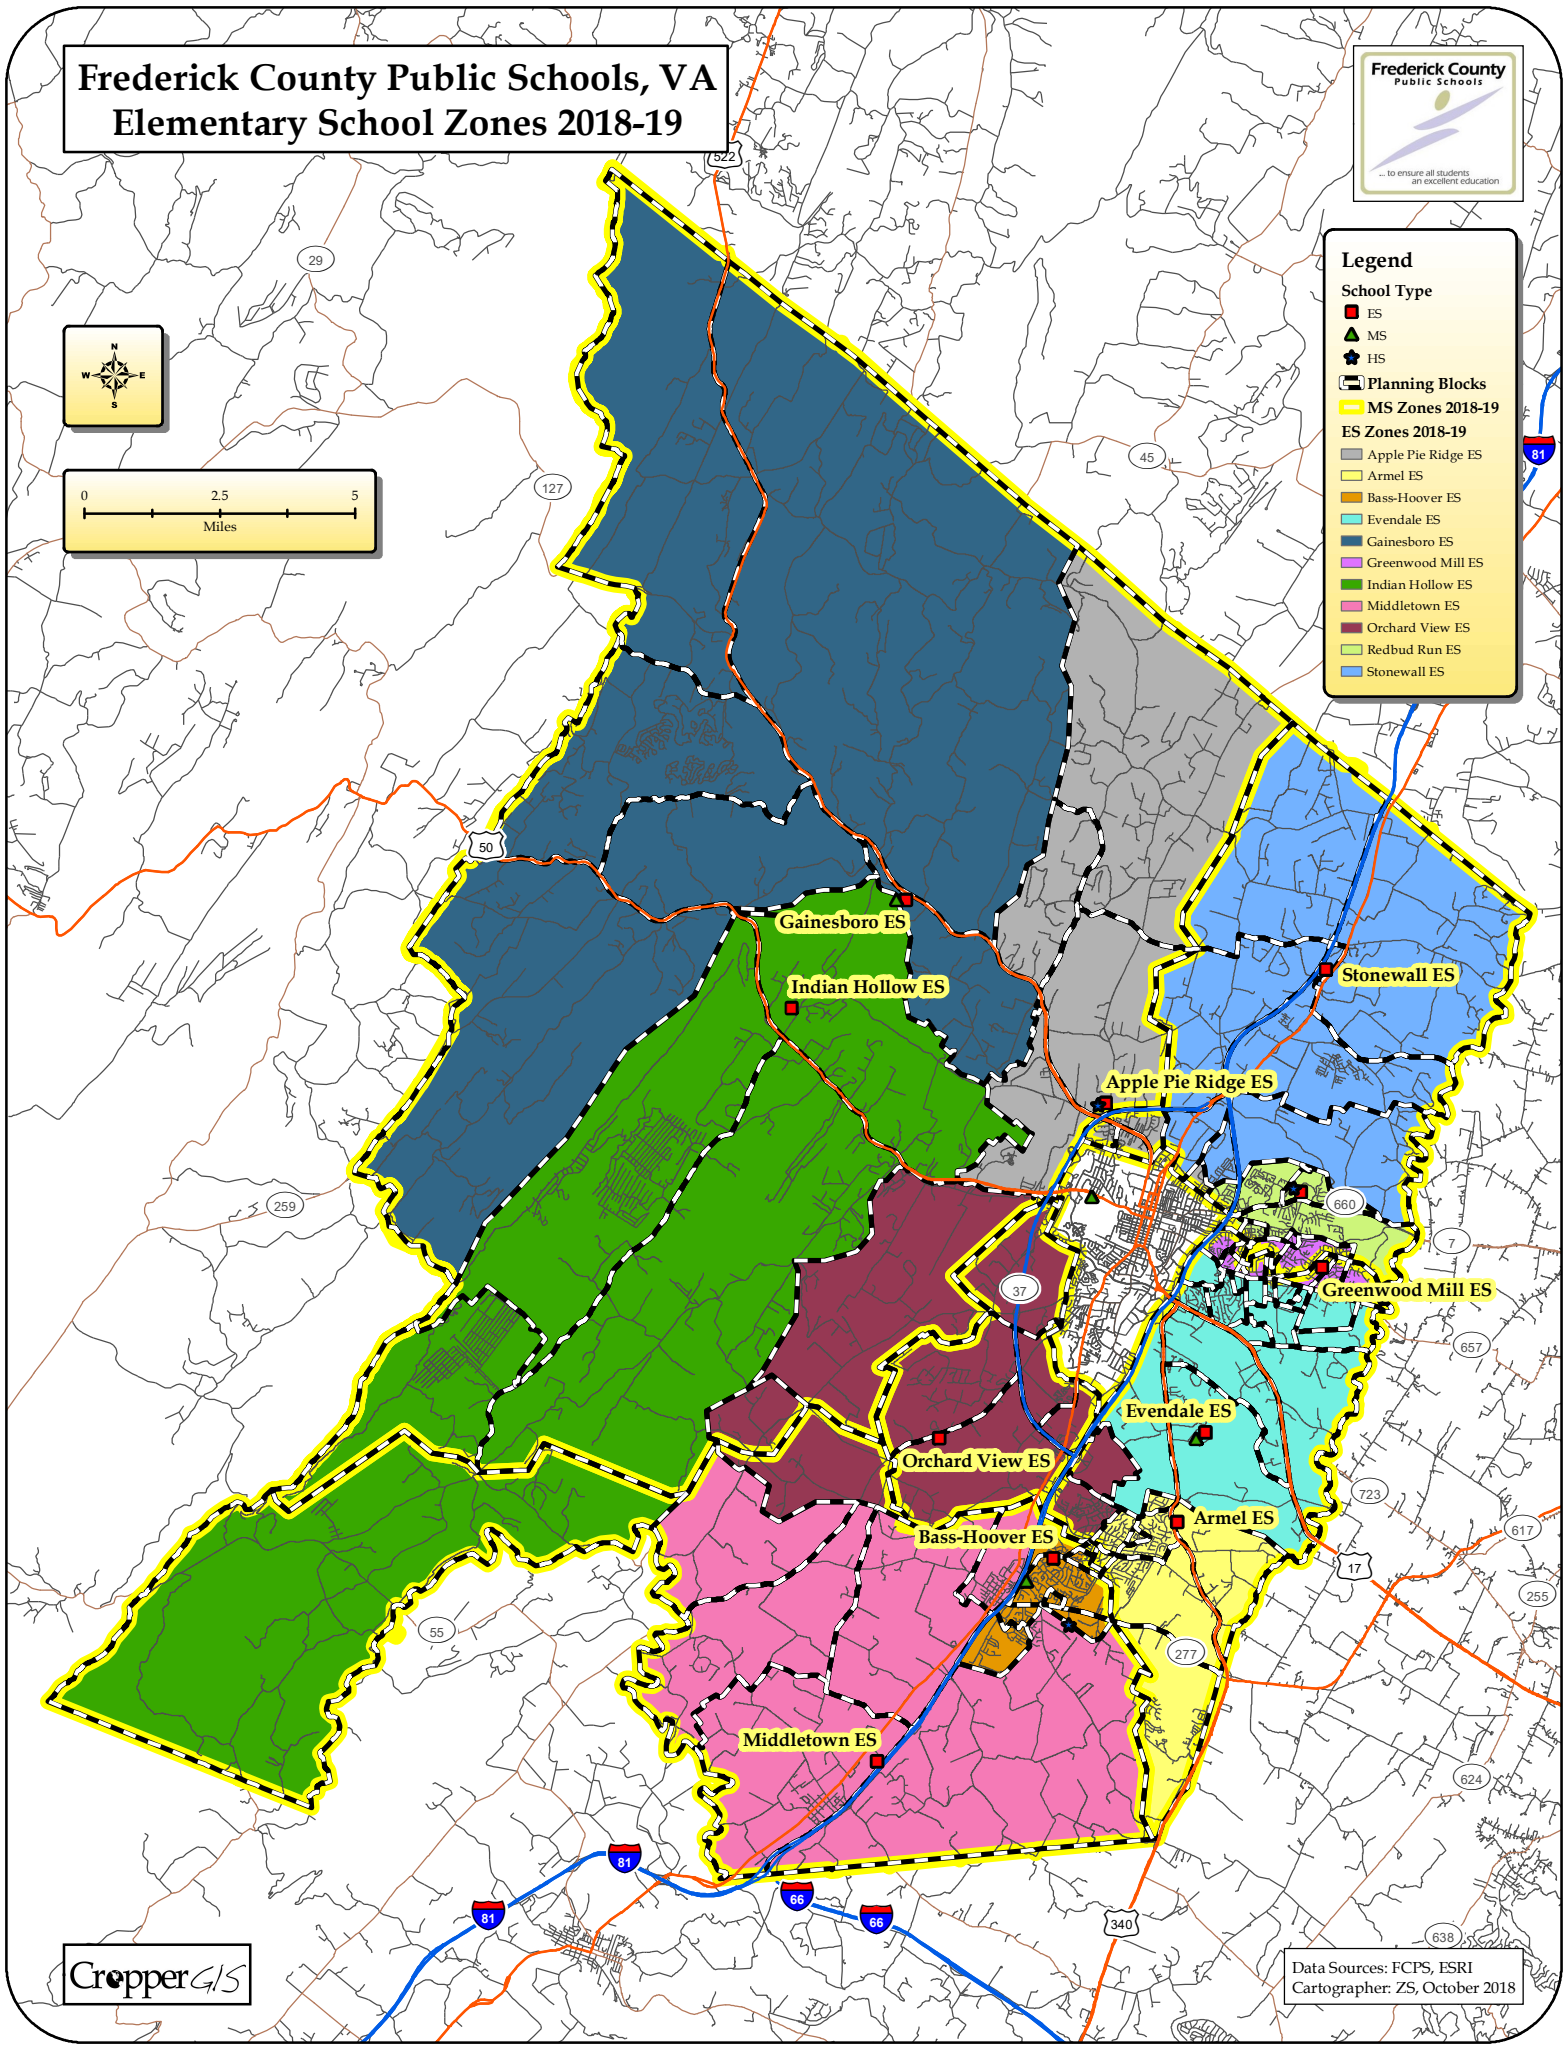 Frederick County Public Schools, VA
Elementary School Zones 2018-19
Frederick County
Public Schools
... to ensure all students
an excellent education
Legend
School Type
ES
MS
HS
Planning Blocks
MS Zones 2018-19
ES Zones 2018-19
Apple Pie Ridge ES
Armel ES
Bass-Hoover ES
Evendale ES
Gainesboro ES
Greenwood Mill ES
Indian Hollow ES
Middletown ES
Orchard View ES
Redbud Run ES
Stonewall ES
N
W E
S
0 2.5 5
Miles
522
29
45
81
127
50
Gainesboro ES
Indian Hollow ES
Stonewall ES
Apple Pie Ridge ES
259
660
7
37
Greenwood Mill ES
657
Evendale ES
Orchard View ES
723
Armel ES
617
Bass-Hoover ES
17
255
55
277
Middletown ES
624
81
66
81
66
340
638
Cropper GIS
Data Sources: FCPS, ESRI
Cartographer: ZS, October 2018